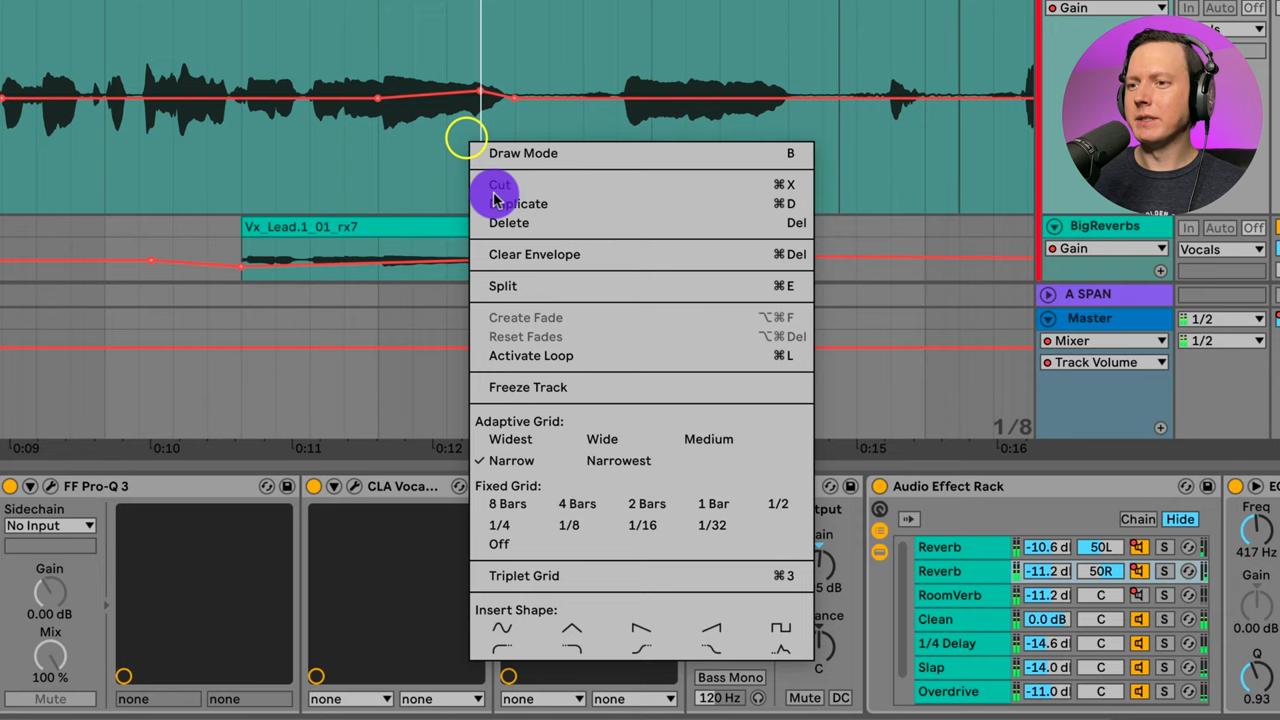 Gain
In Auto Off
Draw Mode B
Cut ⌘X
Duplicate ⌘D
Delete Del
Clear Envelope ⌘Del
Split ⌘E
Create Fade ⌥⌘F
Reset Fades ⌥⌘Del
Activate Loop ⌘L
Freeze Track
Adaptive Grid:
Widest Wide Medium
✓ Narrow Narrowest
Fixed Grid:
8 Bars 4 Bars 2 Bars 1 Bar 1/2
1/4 1/8 1/16 1/32
Off
Triplet Grid ⌘3
Insert Shape:
Vx_Lead.1_01_rx7
BigReverbs In Auto Off
Gain Vocals
A SPAN
Master 1/2
Mixer 1/2
Track Volume
1/8
0:09 0:11 0:12 0:15 0:16
FF Pro-Q 3
Sidechain
No Input
Gain
0.00 dB
Mix
100 %
Mute none none
CLA Voca...
none none
none none
Bass Mono
120 Hz Mute DC
Audio Effect Rack
Chain Hide
Reverb -10.6 d 50L S
Reverb -11.2 d 50R S
RoomVerb -11.2 d C S
Clean 0.0 dB C S
1/4 Delay -14.6 d C S
Slap -14.0 d C S
Overdrive -11.0 d C S
Freq
417 Hz
Gain
0.00 dB
Q
0.93